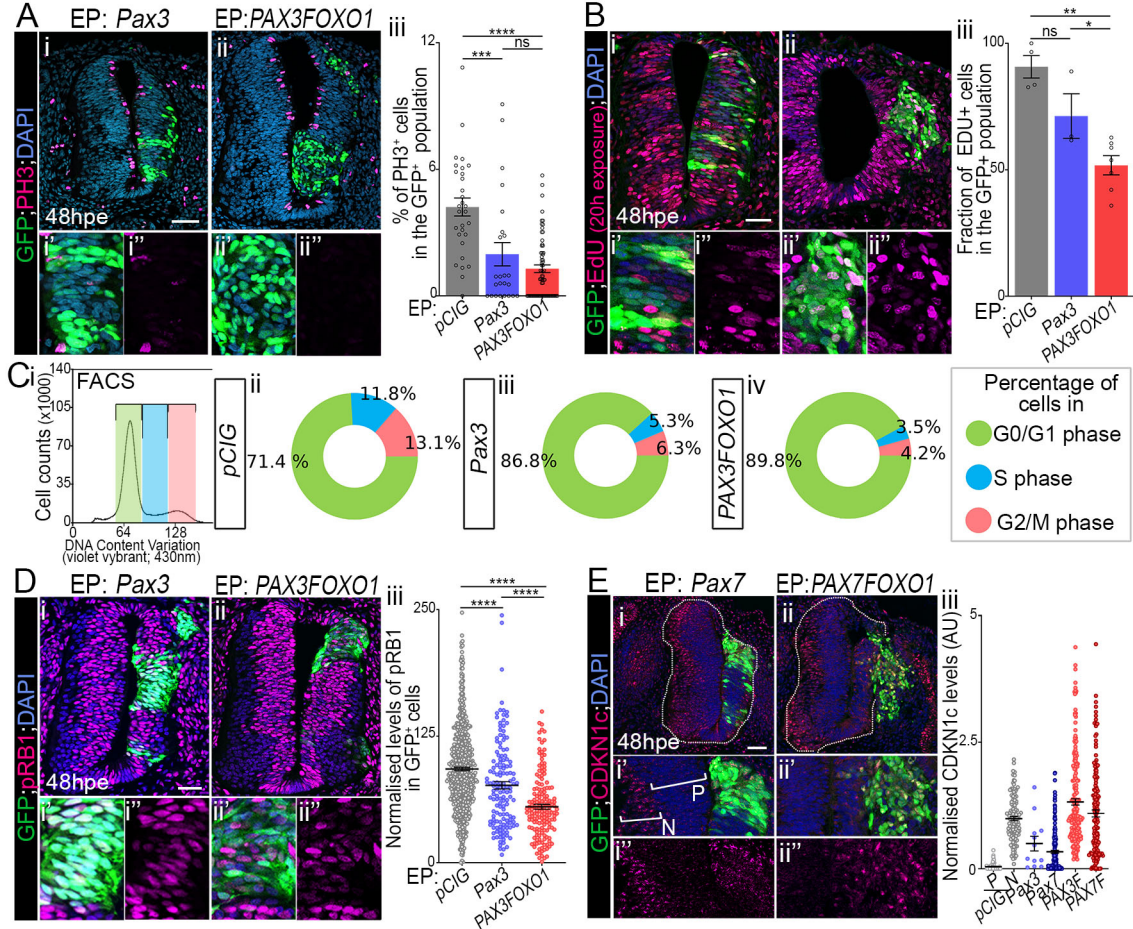 A
EP: Pax3
EP:PAX3FOXO1
GFP;PH3;DAPI
i
ii
48hpe
i'
i''
ii'
ii''
iii
% of PH3+ cells
in the GFP+ population
12
6
0
****
***
ns
EP:
pCIG
Pax3
PAX3FOXO1
B
EP: Pax3
EP:PAX3FOXO1
GFP;EdU (20h exposure);DAPI
i
ii
48hpe
i'
i''
ii'
ii''
iii
Fraction of EDU+ cells
in the GFP+ population
100
50
0
**
ns
*
EP:
pCIG
Pax3
PAX3FOXO1
C
i
FACS
Cell counts (x1000)
140
105
70
35
0
0
64
128
DNA Content Variation
(violet vybrant; 430nm)
ii
pCIG
11.8%
13.1%
71.4 %
iii
Pax3
5.3%
6.3%
86.8%
iv
PAX3FOXO1
3.5%
4.2%
89.8%
Percentage of
cells in
G0/G1 phase
S phase
G2/M phase
D
EP: Pax3
EP: PAX3FOXO1
GFP;pRB1;DAPI
i
ii
48hpe
i'
i''
ii'
ii''
iii
Normalised levels of pRB1
in GFP+ cells
250
125
0
****
****
****
EP:
pCIG
Pax3
PAX3FOXO1
E
EP: Pax7
EP:PAX7FOXO1
GFP;CDKN1c;DAPI
i
ii
48hpe
i'
P
N
ii'
i''
ii''
iii
Normalised CDKN1c levels (AU)
5
2.5
0
P
N
pCIG
Pax3
Pax7
PAX3F
PAX7F